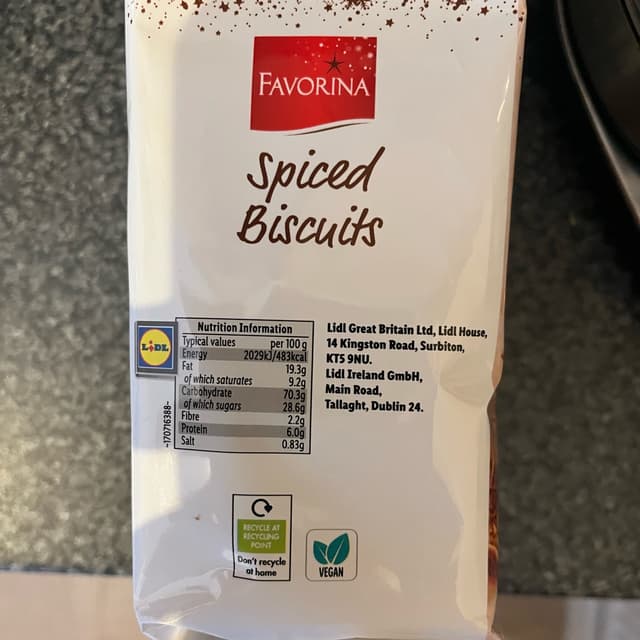 FAVORINA
Spiced
Biscuits
LIDL
Nutrition Information
Typical values per 100 g
Energy 2029kJ/483kcal
Fat 19.3g
of which saturates 9.2g
Carbohydrate 70.3g
of which sugars 28.6g
Fibre 2.2g
Protein 6.0g
Salt 0.83g
-170716388-
Lidl Great Britain Ltd, Lidl House,
14 Kingston Road, Surbiton,
KT5 9NU.
Lidl Ireland GmbH,
Main Road,
Tallaght, Dublin 24.
RECYCLE AT
RECYCLING
POINT
Don't recycle
at home
VEGAN